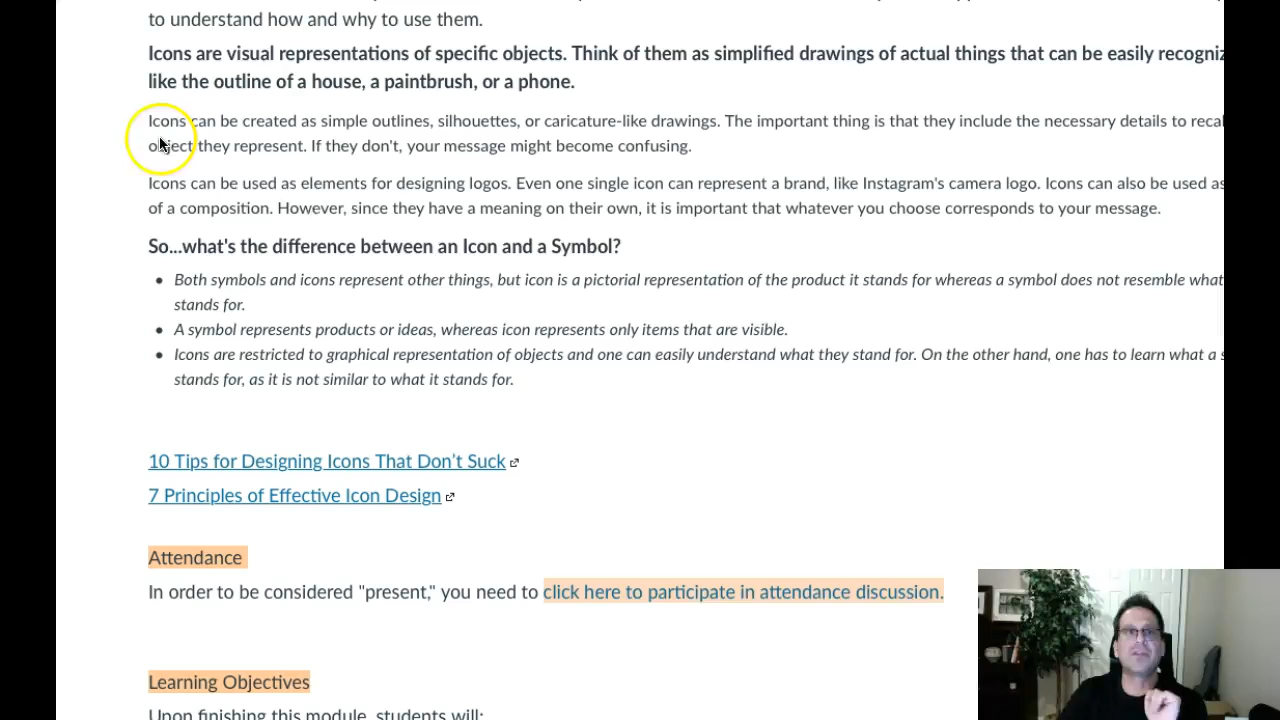 to understand how and why to use them.
Icons are visual representations of specific objects. Think of them as simplified drawings of actual things that can be easily
like the outline of a house, a paintbrush, or a phone.
Icons can be created as simple outlines, silhouettes, or caricature-like drawings. The important thing is that they include the necessary details to
object they represent. If they don't, your message might become confusing.
Icons can be used as elements for designing logos. Even one single icon can represent a brand, like Instagram's camera logo. Icons can also be used as
of a composition. However, since they have a meaning on their own, it is important that whatever you choose corresponds to your message.
So...what's the difference between an Icon and a Symbol?
• Both symbols and icons represent other things, but icon is a pictorial representation of the product it stands for whereas a symbol does not resemble what
stands for.
• A symbol represents products or ideas, whereas icon represents only items that are visible.
• Icons are restricted to graphical representation of objects and one can easily understand what they stand for. On the other hand, one has to learn what a
stands for, as it is not similar to what it stands for.
10 Tips for Designing Icons That Don't Suck
7 Principles of Effective Icon Design
Attendance
In order to be considered "present," you need to click here to participate in attendance discussion.
Learning Objectives
Upon finishing this module, students will: